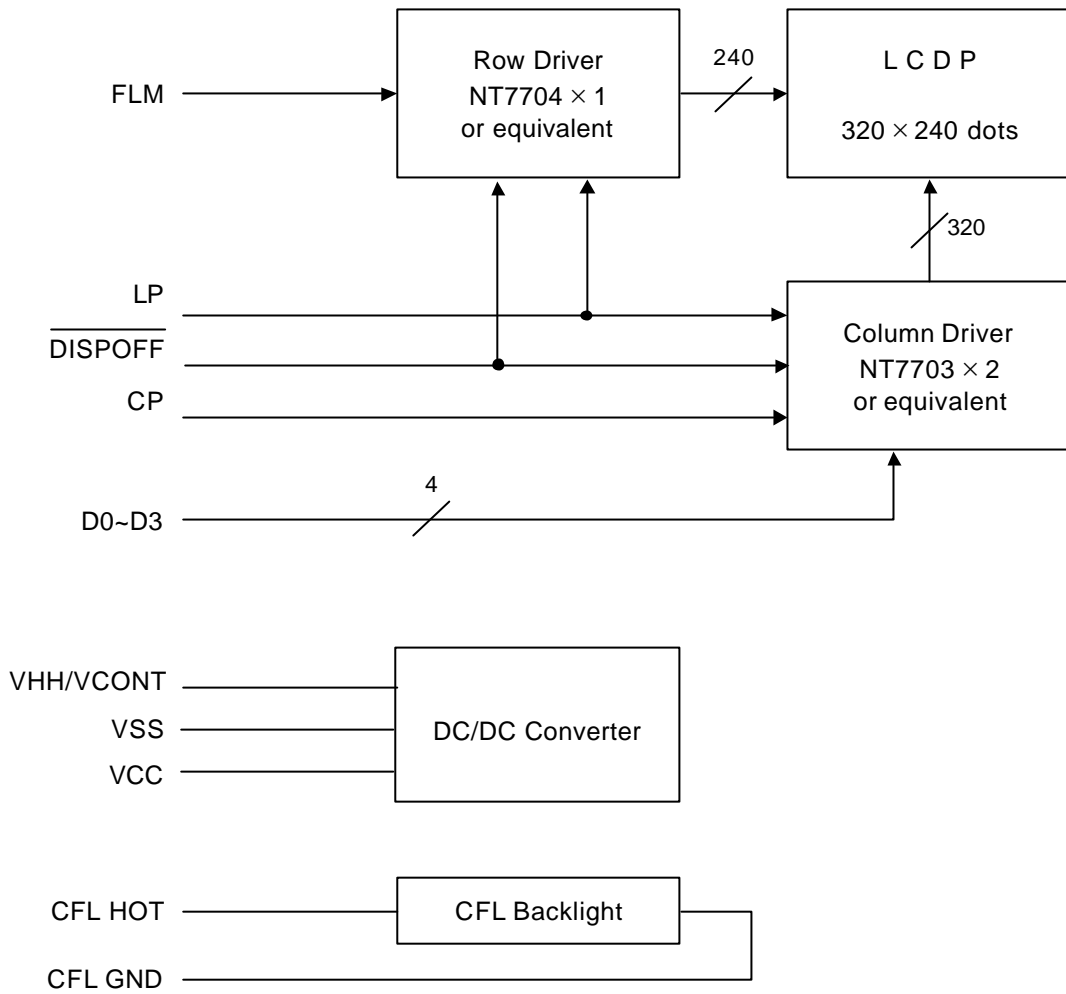 Row Driver
NT7704 × 1
or equivalent
240
L C D P
320 × 240 dots
FLM
320
LP
DISPOFF
CP
Column Driver
NT7703 × 2
or equivalent
4
D0~D3
VHH/VCONT
VSS
VCC
DC/DC Converter
CFL HOT
CFL Backlight
CFL GND